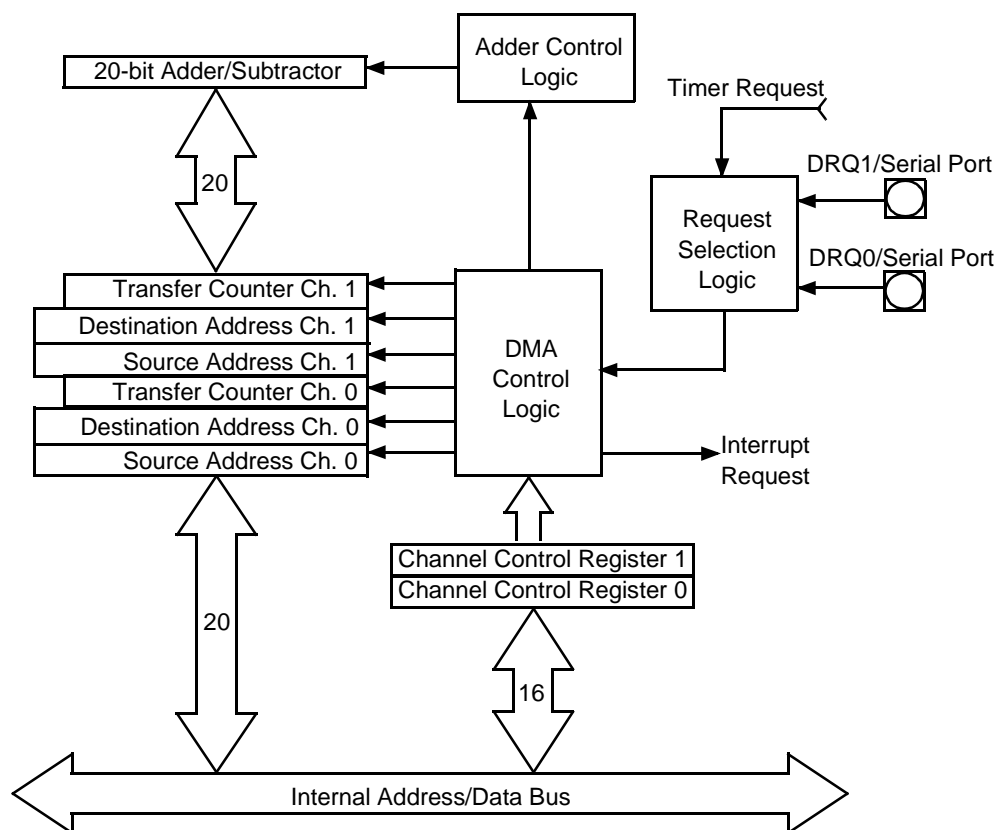 Adder Control
Logic
20-bit Adder/Subtractor
Timer Request
20
DRQ1/Serial Port
Request
Selection
Logic
DRQ0/Serial Port
Transfer Counter Ch. 1
Destination Address Ch. 1
Source Address Ch. 1
Transfer Counter Ch. 0
Destination Address Ch. 0
Source Address Ch. 0
DMA
Control
Logic
Interrupt
Request
Channel Control Register 1
Channel Control Register 0
20
16
Internal Address/Data Bus